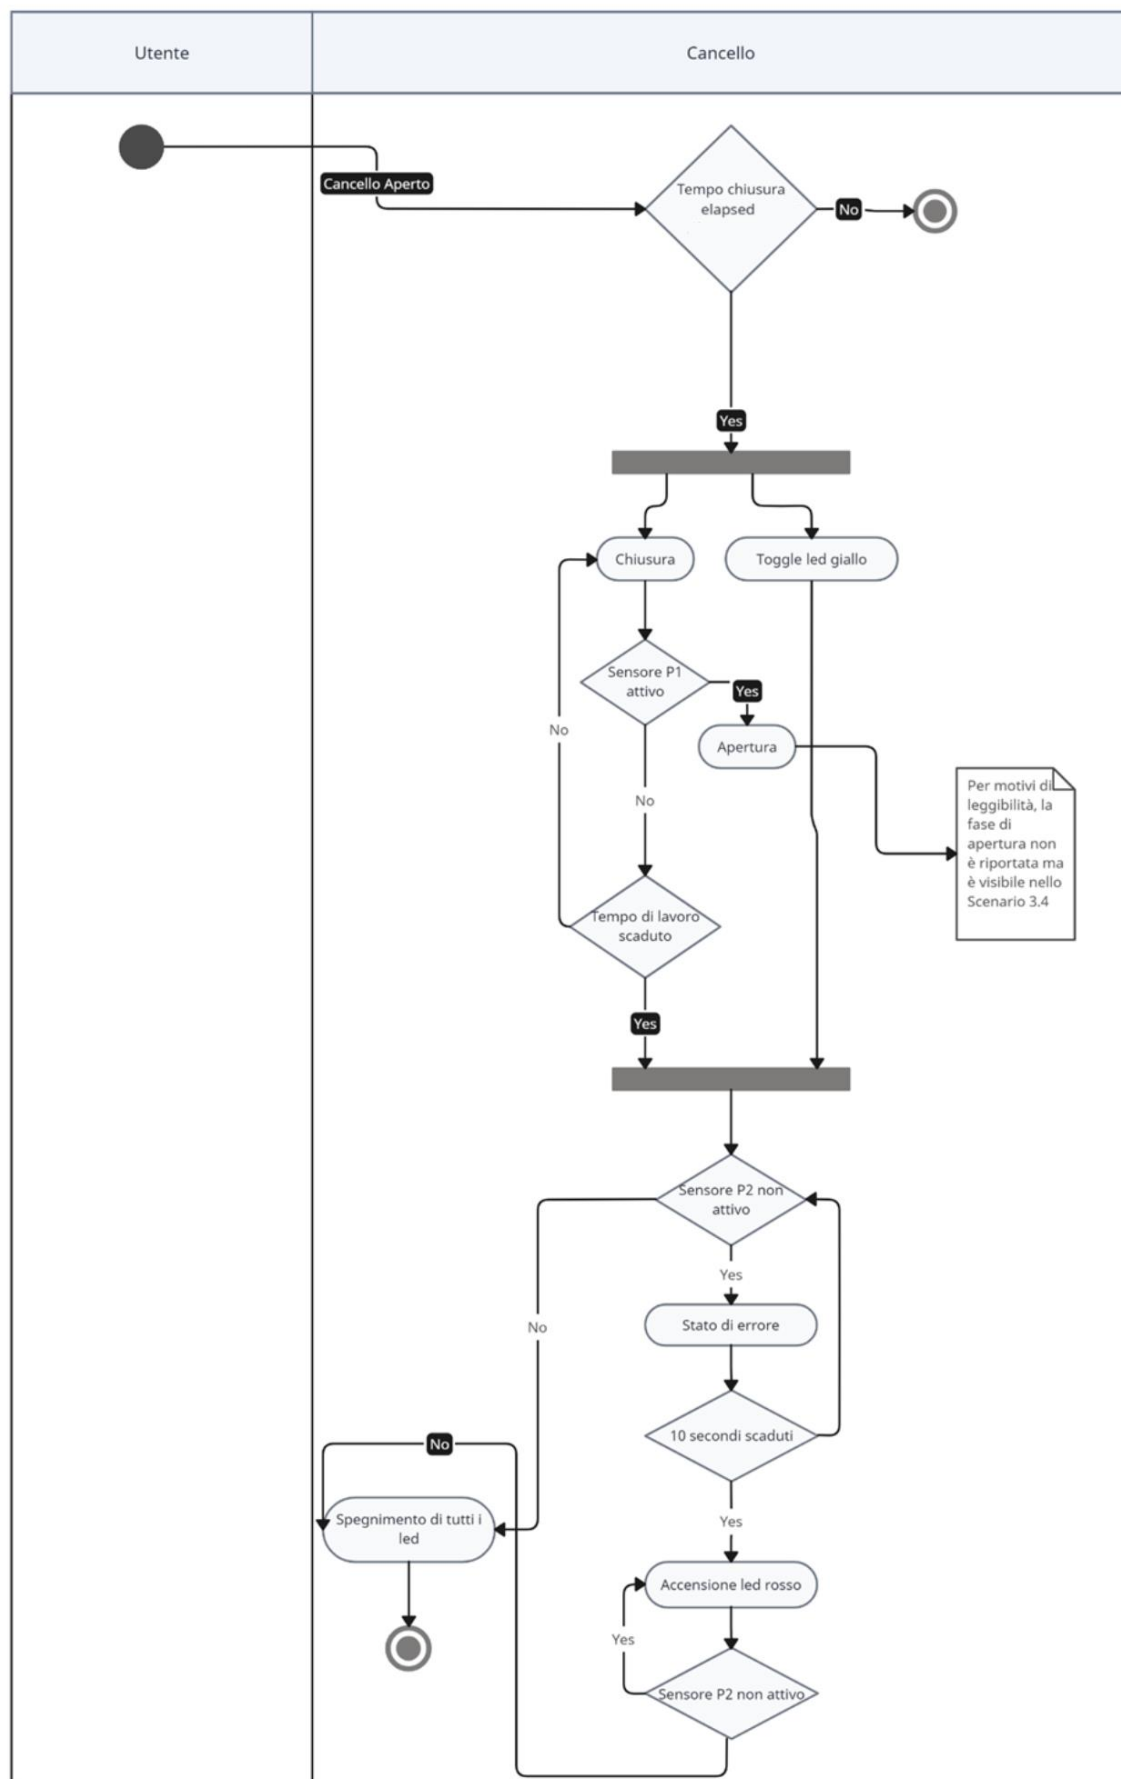 Utente
Cancello
Cancello Aperto
Tempo chiusura
elapsed
No
Yes
Chiusura
Toggle led giallo
Sensore P1
attivo
Yes
No
Apertura
No
Per motivi di
leggibilità, la
fase di
apertura non
è riportata ma
è visibile nello
Scenario 3.4
Tempo di lavoro
scaduto
Yes
Sensore P2 non
attivo
Yes
No
Stato di errore
10 secondi scaduti
No
Spegnimento di tutti i
led
Yes
Accensione led rosso
Yes
Sensore P2 non attivo